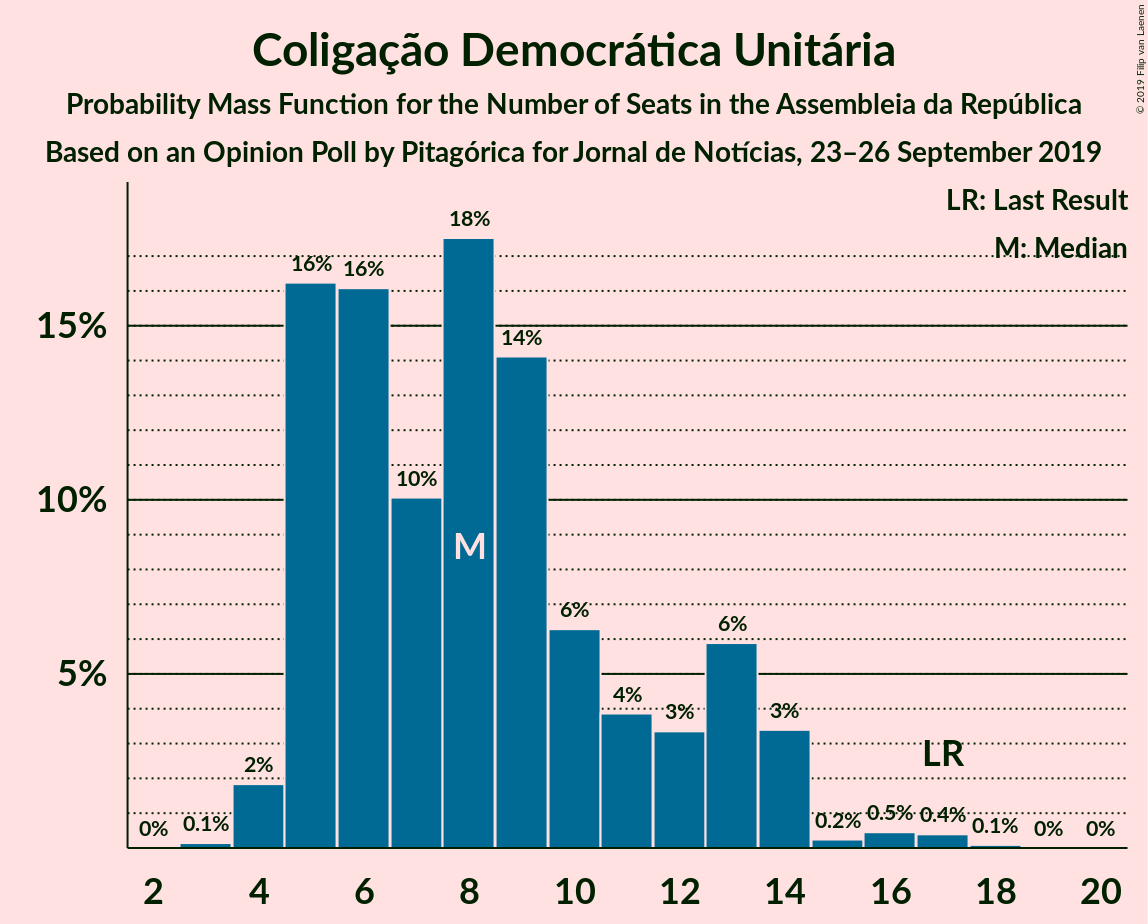 Coligação Democrática Unitária
Probability Mass Function for the Number of Seats in the Assembleia da República
Based on an Opinion Poll by Pitagórica for Jornal de Notícias, 23–26 September 2019
© 2019 Filip van Laenen
LR: Last Result
M: Median
15%
10%
5%
0%
0.1%
2%
16%
16%
10%
18%
14%
6%
4%
3%
6%
3%
0.2%
0.5%
0.4%
0.1%
0%
0%
M
LR
2 4 6 8 10 12 14 16 18 20